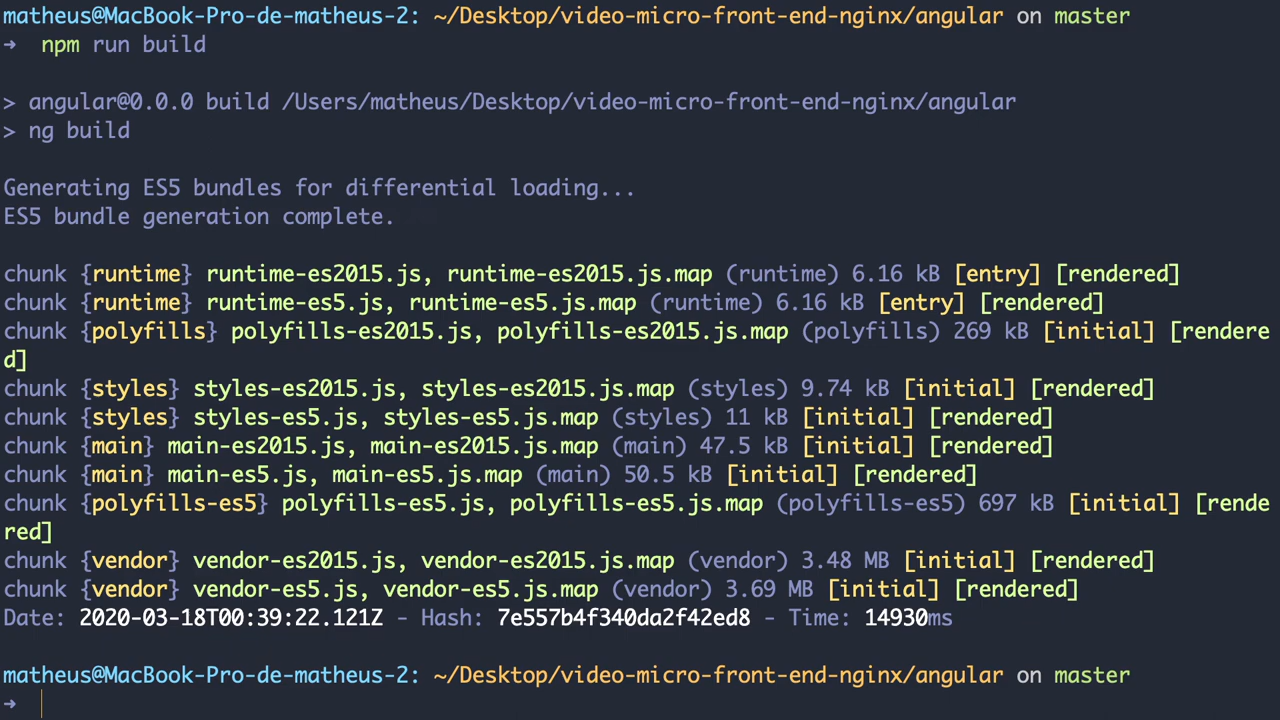 matheus@MacBook-Pro-de-matheus-2: ~/Desktop/video-micro-front-end-nginx/angular on master
→ npm run build
> angular@0.0.0 build /Users/matheus/Desktop/video-micro-front-end-nginx/angular
> ng build
Generating ES5 bundles for differential loading...
ES5 bundle generation complete.
chunk {runtime} runtime-es2015.js, runtime-es2015.js.map (runtime) 6.16 kB [entry] [rendered]
chunk {runtime} runtime-es5.js, runtime-es5.js.map (runtime) 6.16 kB [entry] [rendered]
chunk {polyfills} polyfills-es2015.js, polyfills-es2015.js.map (polyfills) 269 kB [initial] [rendere
d]
chunk {styles} styles-es2015.js, styles-es2015.js.map (styles) 9.74 kB [initial] [rendered]
chunk {styles} styles-es5.js, styles-es5.js.map (styles) 11 kB [initial] [rendered]
chunk {main} main-es2015.js, main-es2015.js.map (main) 47.5 kB [initial] [rendered]
chunk {main} main-es5.js, main-es5.js.map (main) 50.5 kB [initial] [rendered]
chunk {polyfills-es5} polyfills-es5.js, polyfills-es5.js.map (polyfills-es5) 697 kB [initial] [rende
red]
chunk {vendor} vendor-es2015.js, vendor-es2015.js.map (vendor) 3.48 MB [initial] [rendered]
chunk {vendor} vendor-es5.js, vendor-es5.js.map (vendor) 3.69 MB [initial] [rendered]
Date: 2020-03-18T00:39:22.121Z - Hash: 7e557b4f340da2f42ed8 - Time: 14930ms
matheus@MacBook-Pro-de-matheus-2: ~/Desktop/video-micro-front-end-nginx/angular on master
→